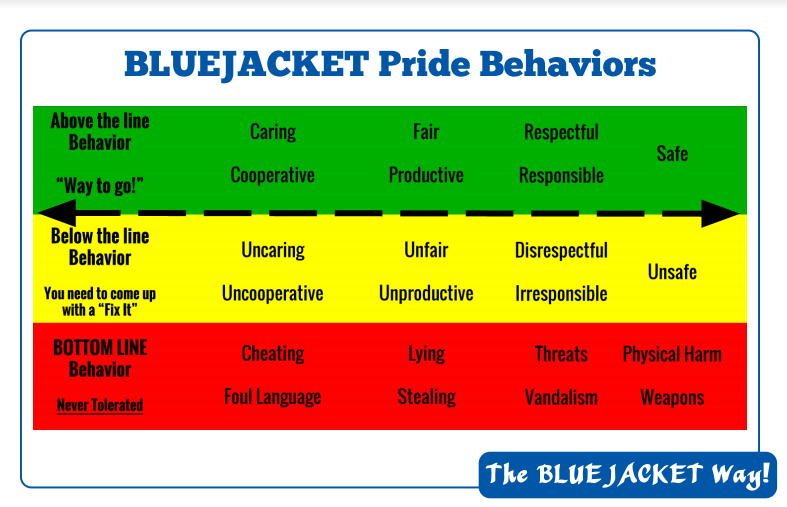 BLUEJACKET Pride Behaviors
Above the line
Behavior
"Way to go!"
Caring
Fair
Respectful
Safe
Cooperative
Productive
Responsible
Below the line
Behavior
You need to come up
with a "Fix It"
Uncaring
Unfair
Disrespectful
Unsafe
Uncooperative
Unproductive
Irresponsible
BOTTOM LINE
Behavior
Never Tolerated
Cheating
Lying
Threats
Physical Harm
Foul Language
Stealing
Vandalism
Weapons
The BLUEJACKET Way!